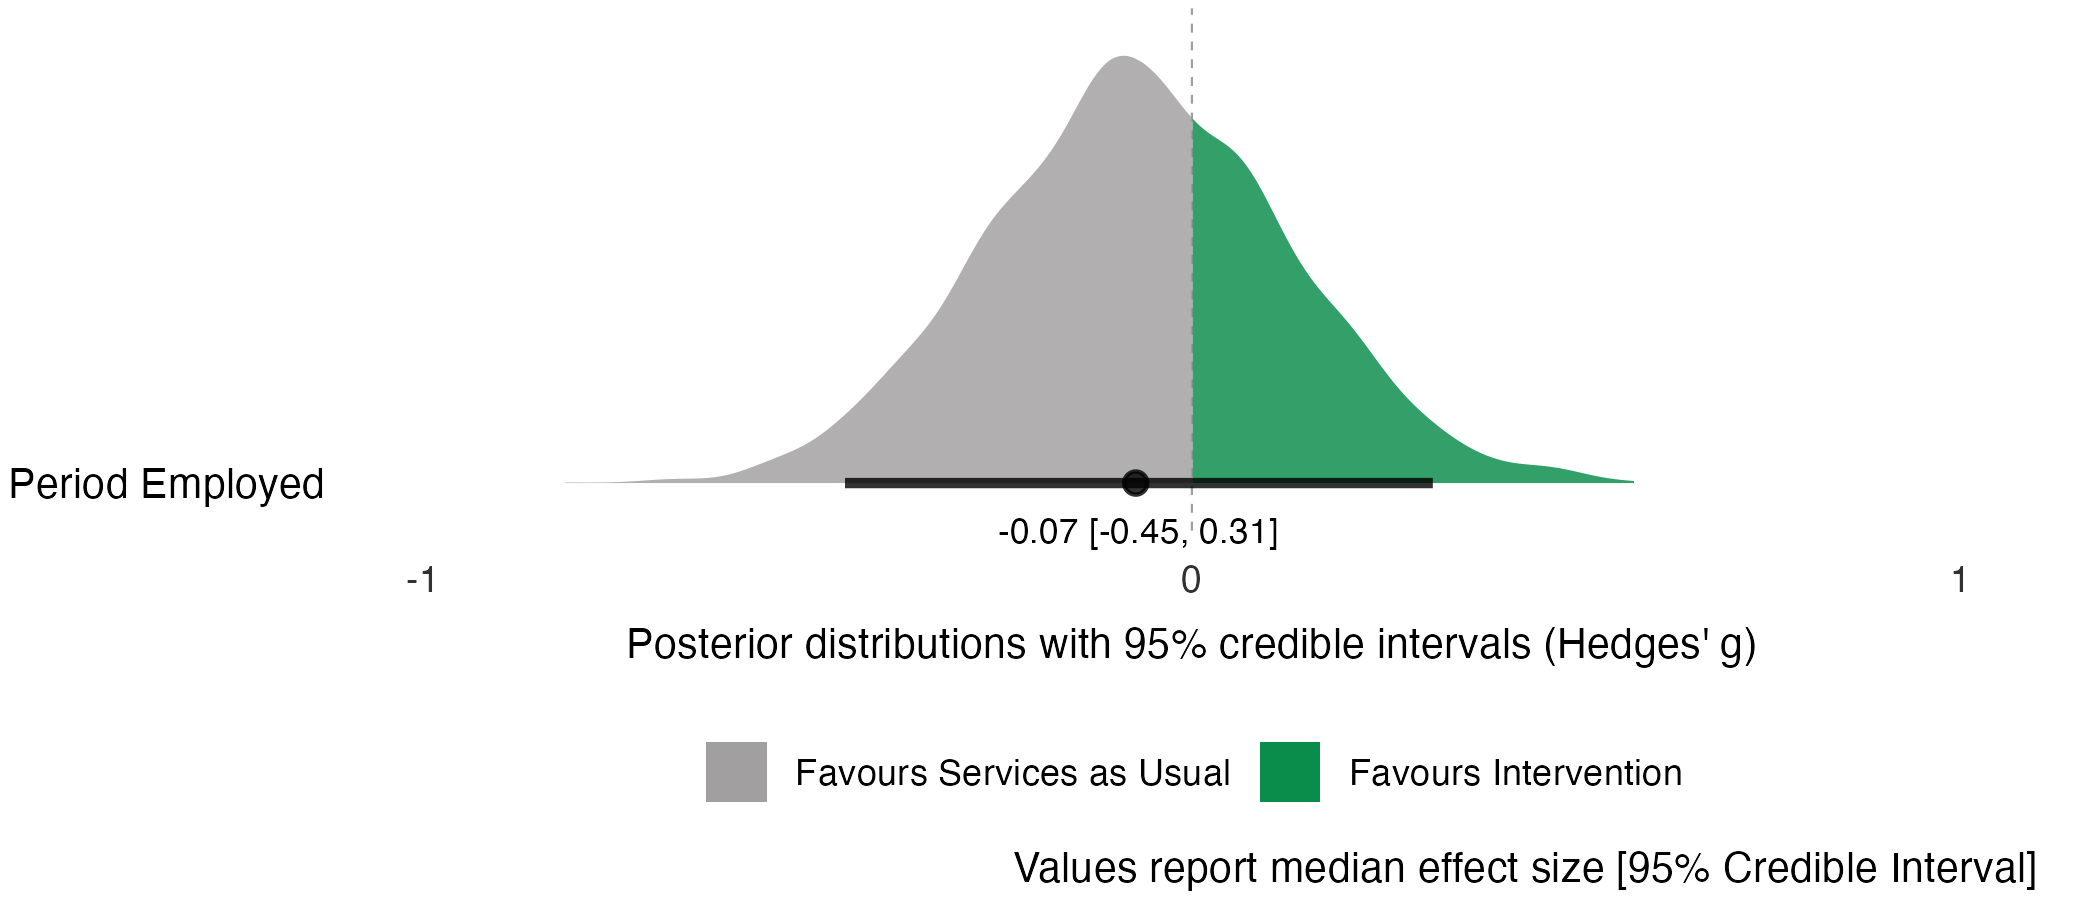 Period Employed
-0.07 [-0.45, 0.31]
-1 0 1
Posterior distributions with 95% credible intervals (Hedges' g)
Favours Services as Usual Favours Intervention
Values report median effect size [95% Credible Interval]